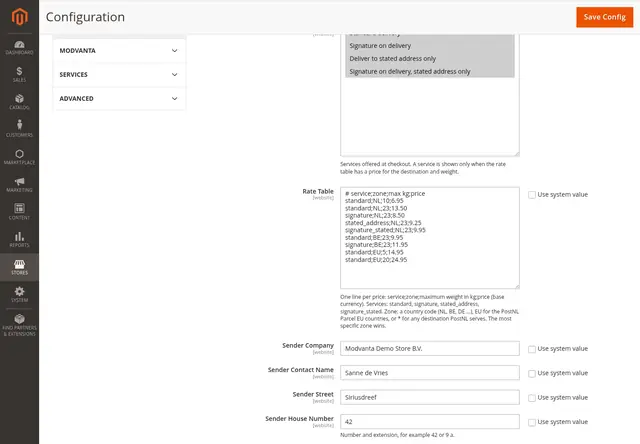 Configuration
Save Config
DASHBOARD
SALES
CATALOG
CUSTOMERS
MARKETPLACE
MARKETING
CONTENT
REPORTS
STORES
SYSTEM
FIND PARTNERS
& EXTENSIONS
MODVANTA
SERVICES
ADVANCED
Signature on delivery
Deliver to stated address only
Signature on delivery, stated address only
Services offered at checkout. A service is shown only when the rate
table has a price for the destination and weight.
Rate Table
[website]
# service;zone;max kg;price
standard;NL;10;6.95
standard;NL;23;13.50
signature;NL;23;8.50
stated_address;NL;23;9.25
signature_stated;NL;23;9.95
standard;BE;23;9.95
signature;BE;23;11.95
standard;EU;5;14.95
standard;EU;20;24.95
Use system value
One line per price: service;zone;maximum weight in kg;price (base
currency). Services: standard, signature, stated_address,
signature_stated. Zone: a country code (NL, BE, DE ...), EU for the PostNL
Parcel EU countries, or * for any destination PostNL serves. The most
specific zone wins.
Sender Company
[website]
Modvanta Demo Store B.V.
Use system value
Sender Contact Name
[website]
Sanne de Vries
Use system value
Sender Street
[website]
Siriusdreef
Use system value
Sender House Number
[website]
42
Use system value
Number and extension, for example 42 or 9 a.